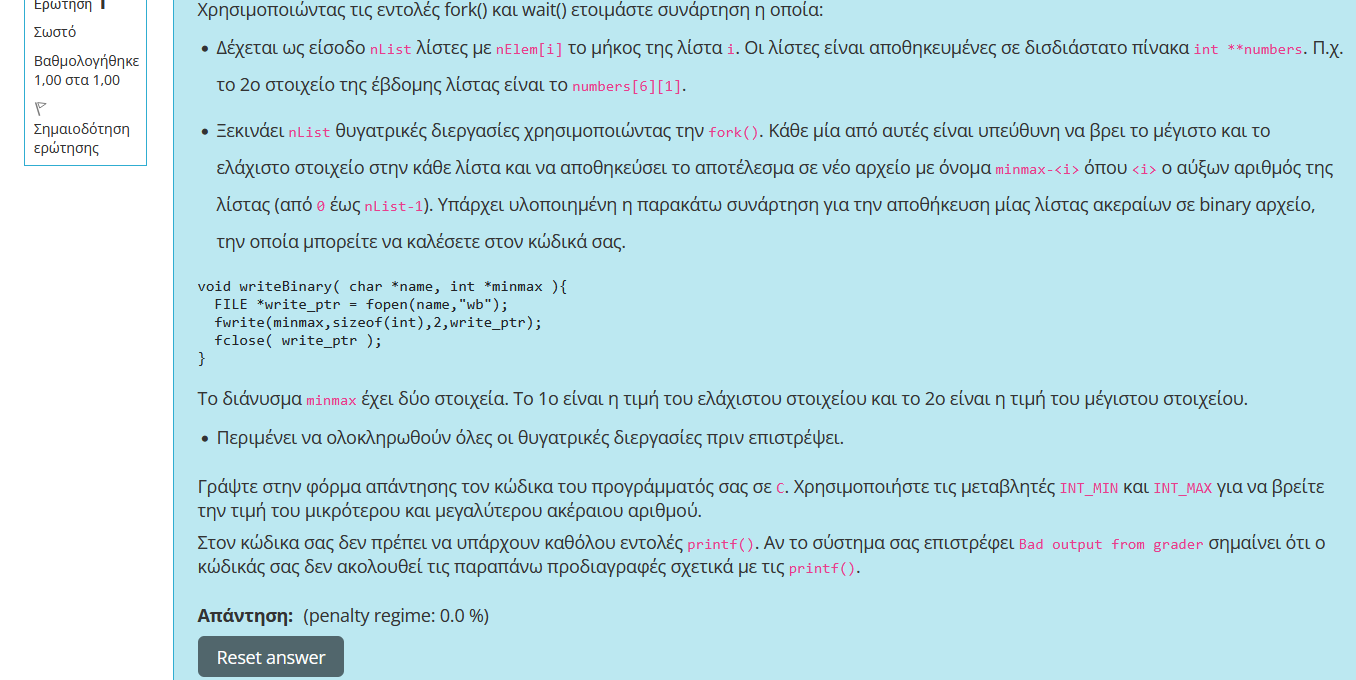 Ερώτηση 1
Σωστό
Βαθμολογήθηκε
1,00 στα 1,00
Σημαιοδότηση
ερώτησης
Χρησιμοποιώντας τις εντολές fork() και wait() ετοιμάστε συνάρτηση η οποία:
• Δέχεται ως είσοδο nList λίστες με nElem[i] το μήκος της λίστα i. Οι λίστες είναι αποθηκευμένες σε δισδιάστατο πίνακα int **numbers. Π.χ.
το 2ο στοιχείο της έβδομης λίστας είναι το numbers[6][1].
• Ξεκινάει nList θυγατρικές διεργασίες χρησιμοποιώντας την fork(). Κάθε μία από αυτές είναι υπεύθυνη να βρει το μέγιστο και το
ελάχιστο στοιχείο στην κάθε λίστα και να αποθηκεύσει το αποτέλεσμα σε νέο αρχείο με όνομα minmax-<i> όπου <i> ο αύξων αριθμός της
λίστας (από 0 έως nList-1). Υπάρχει υλοποιημένη η παρακάτω συνάρτηση για την αποθήκευση μίας λίστας ακεραίων σε binary αρχείο,
την οποία μπορείτε να καλέσετε στον κώδικά σας.
void writeBinary( char *name, int *minmax ){
  FILE *write_ptr = fopen(name,"wb");
  fwrite(minmax,sizeof(int),2,write_ptr);
  fclose( write_ptr );
}
Το διάνυσμα minmax έχει δύο στοιχεία. Το 1ο είναι η τιμή του ελάχιστου στοιχείου και το 2ο είναι η τιμή του μέγιστου στοιχείου.
• Περιμένει να ολοκληρωθούν όλες οι θυγατρικές διεργασίες πριν επιστρέψει.
Γράψτε στην φόρμα απάντησης τον κώδικα του προγράμματός σας σε C. Χρησιμοποιήστε τις μεταβλητές INT_MIN και INT_MAX για να βρείτε
την τιμή του μικρότερου και μεγαλύτερου ακέραιου αριθμού.
Στον κώδικα σας δεν πρέπει να υπάρχουν καθόλου εντολές printf(). Αν το σύστημα σας επιστρέφει Bad output from grader σημαίνει ότι ο
κώδικάς σας δεν ακολουθεί τις παραπάνω προδιαγραφές σχετικά με τις printf().
Απάντηση: (penalty regime: 0.0 %)
Reset answer